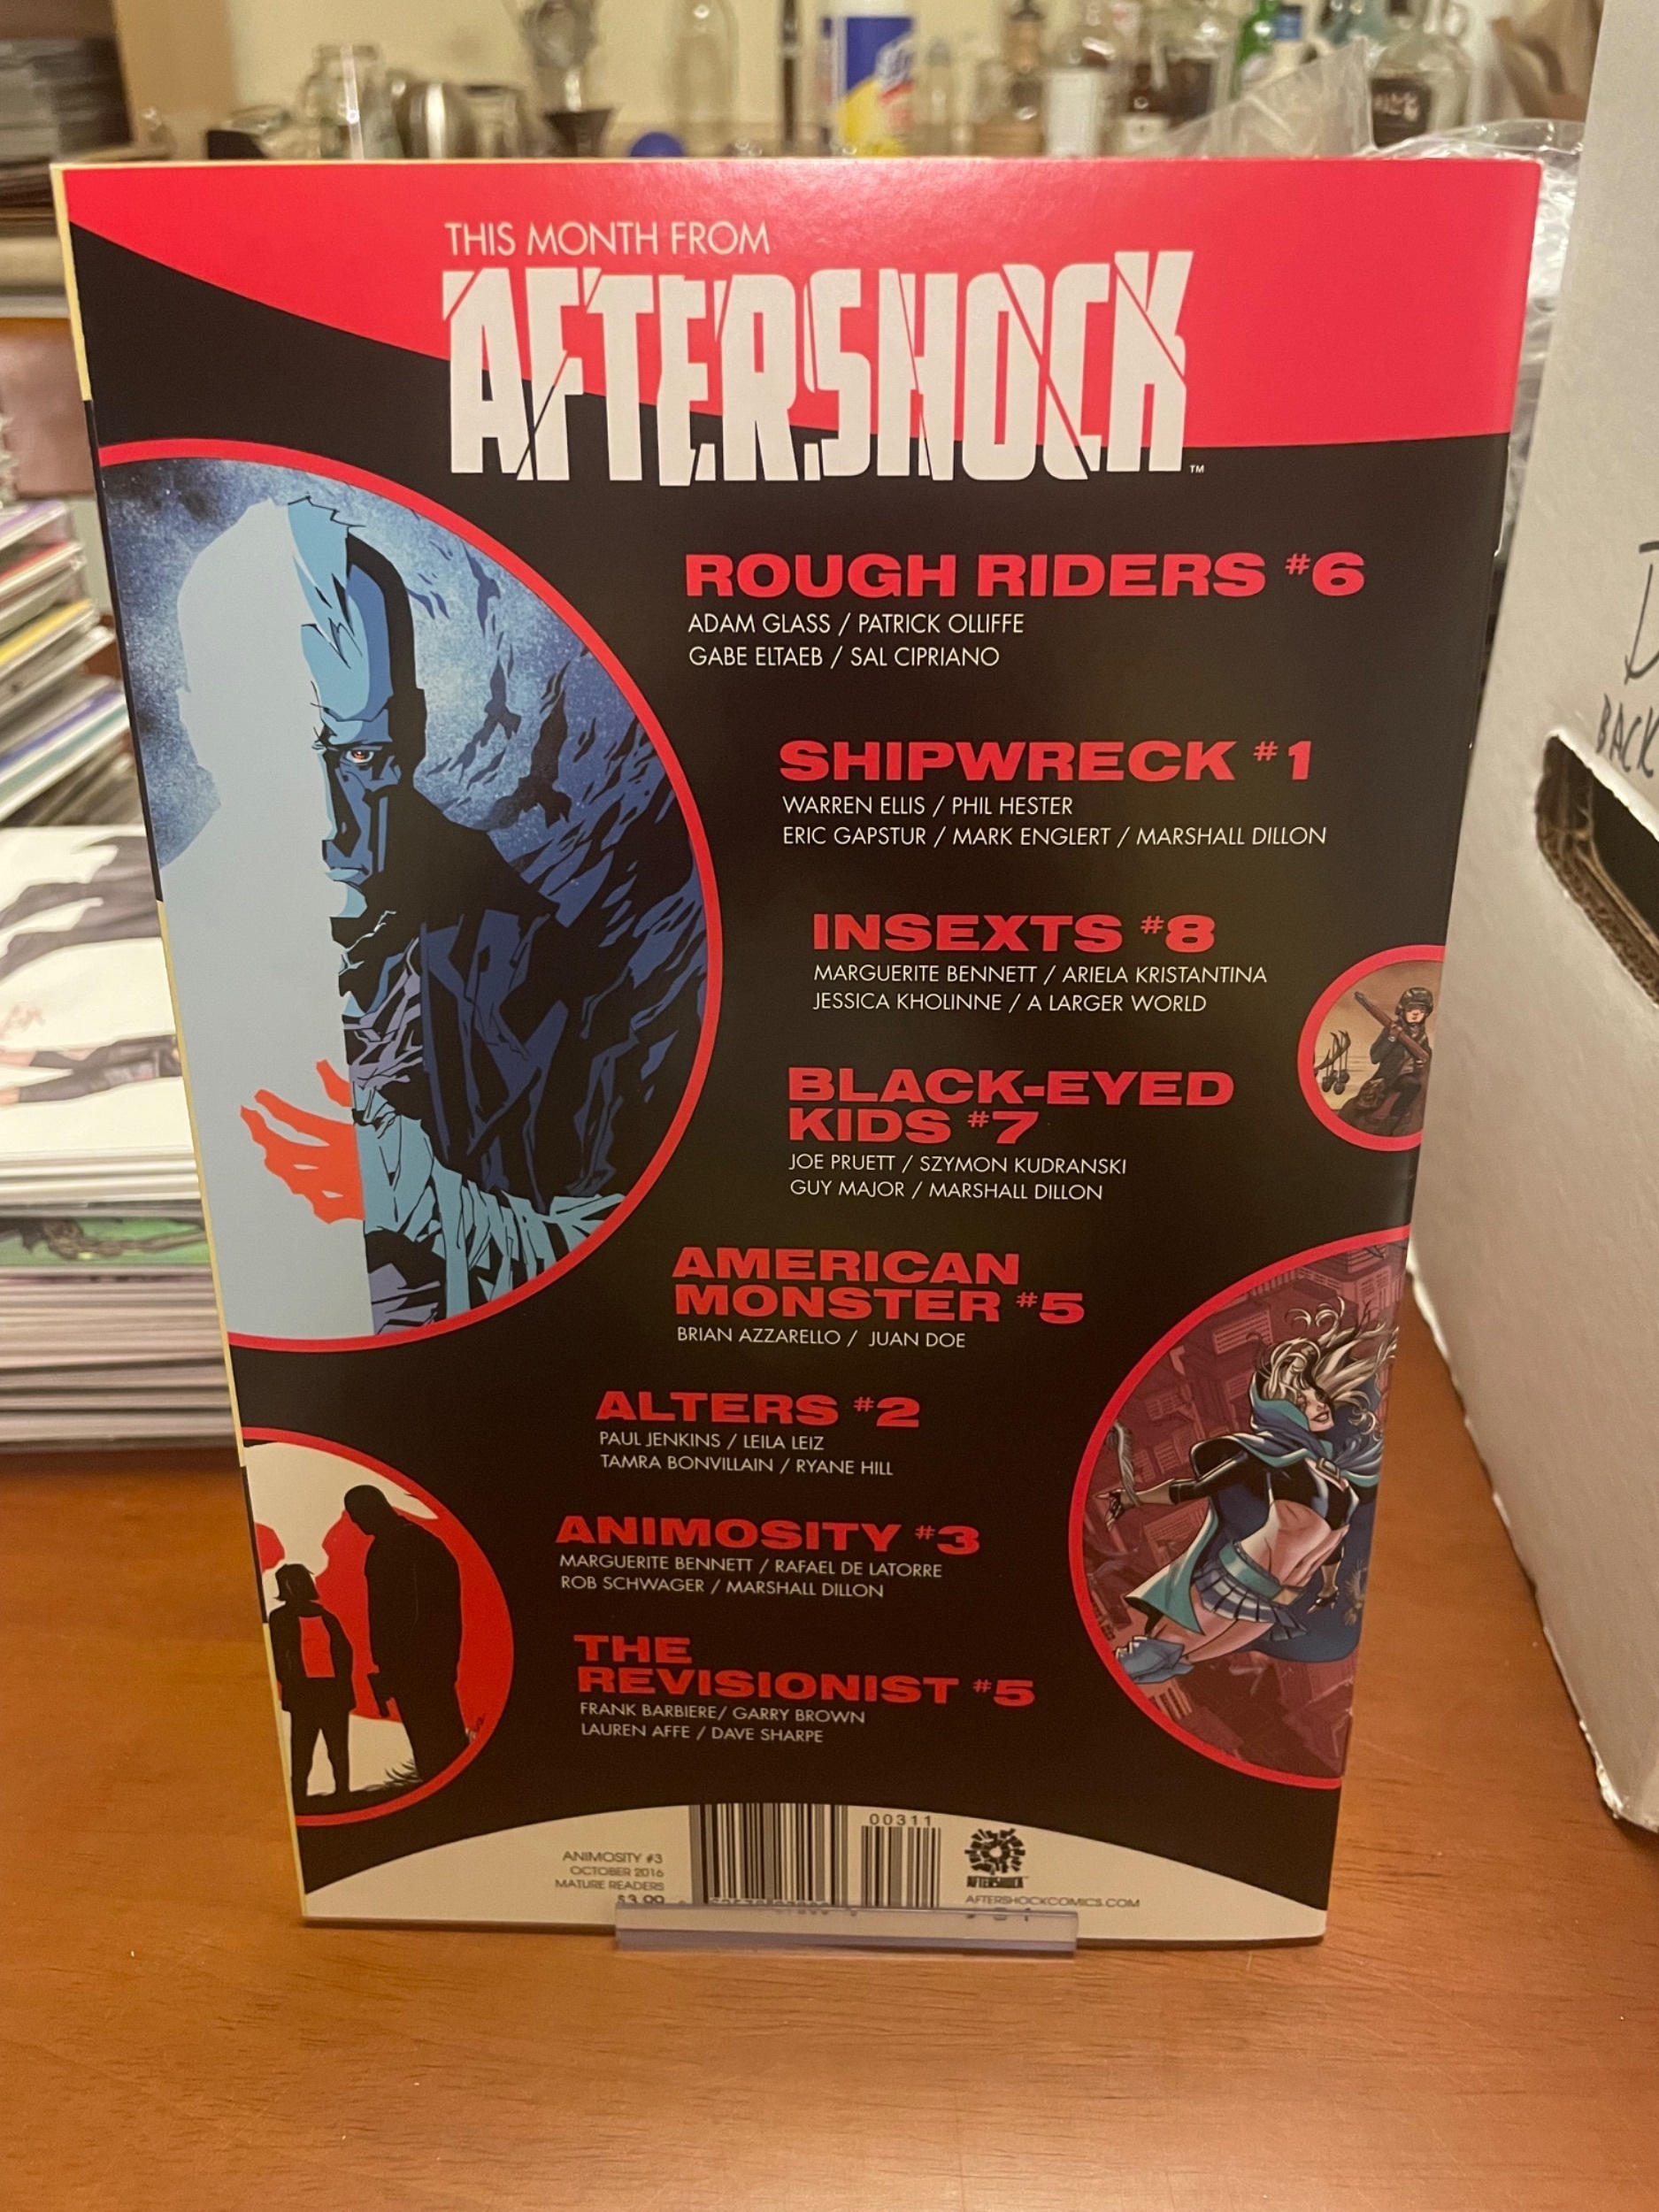 THIS MONTH FROM
AFTERSHOCK™
ROUGH RIDERS #6
ADAM GLASS / PATRICK OLLIFFE
GABE ELTAEB / SAL CIPRIANO
SHIPWRECK #1
WARREN ELLIS / PHIL HESTER
ERIC GAPSTUR / MARK ENGLERT / MARSHALL DILLON
INSEXTS #8
MARGUERITE BENNETT / ARIELA KRISTANTINA
JESSICA KHOLINNE / A LARGER WORLD
BLACK-EYED
KIDS #7
JOE PRUETT / SZYMON KUDRANSKI
GUY MAJOR / MARSHALL DILLON
AMERICAN
MONSTER #5
BRIAN AZZARELLO / JUAN DOE
ALTERS #2
PAUL JENKINS / LEILA LEIZ
TAMRA BONVILLAIN / RYANE HILL
ANIMOSITY #3
MARGUERITE BENNETT / RAFAEL DE LATORRE
ROB SCHWAGER / MARSHALL DILLON
THE
REVISIONIST #5
FRANK BARBIERE/ GARRY BROWN
LAUREN AFFE / DAVE SHARPE
ANIMOSITY #3
OCTOBER 2016
MATURE READERS
$3.99
00311
AFTERSHOCK
AFTERSHOCKCOMICS.COM
BACK